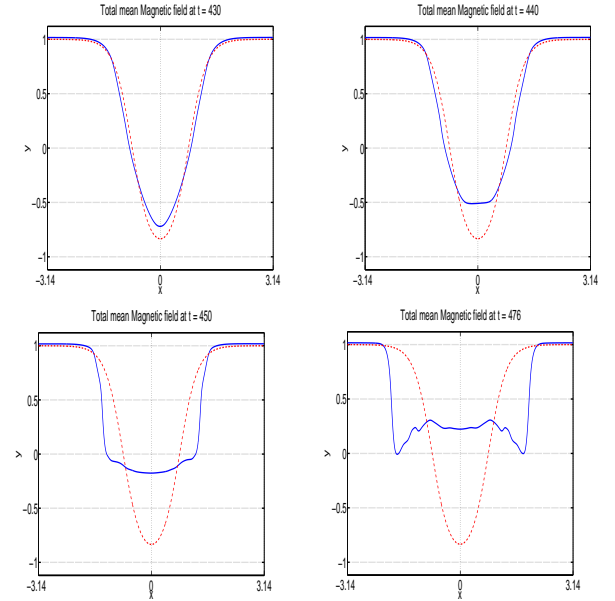 Total mean Magnetic field at t = 430
1
0.5
0
−0.5
−1
y
−3.14
0
3.14
x
Total mean Magnetic field at t = 440
1
0.5
0
−0.5
−1
y
−3.14
0
3.14
x
Total mean Magnetic field at t = 450
1
0.5
0
−0.5
−1
y
−3.14
0
3.14
x
Total mean Magnetic field at t = 476
1
0.5
0
−0.5
−1
y
−3.14
0
3.14
x